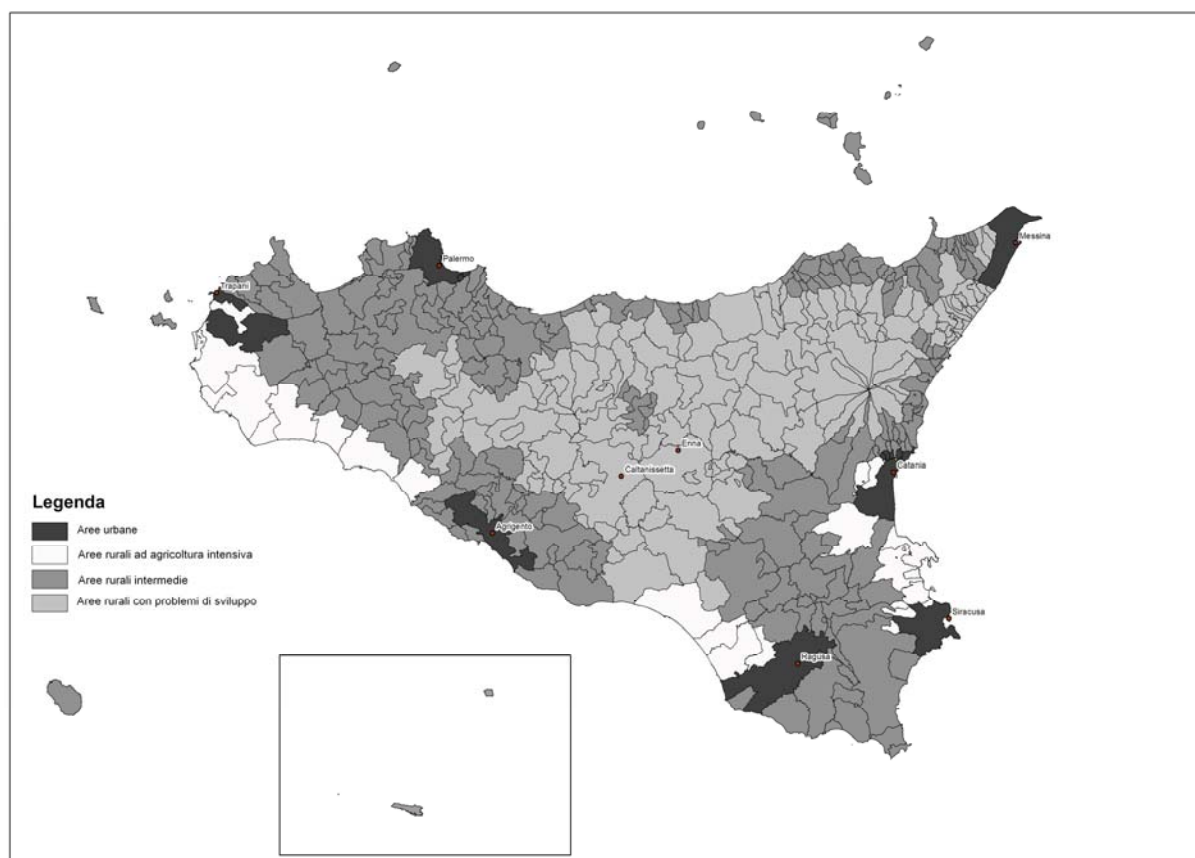 Messina
Palermo
Trapani
Enna
Catania
Caltanissetta
Legenda
Aree urbane
Agrigento
Aree rurali ad agricoltura intensiva
Aree rurali intermedie
Aree rurali con problemi di sviluppo
Siracusa
Ragusa